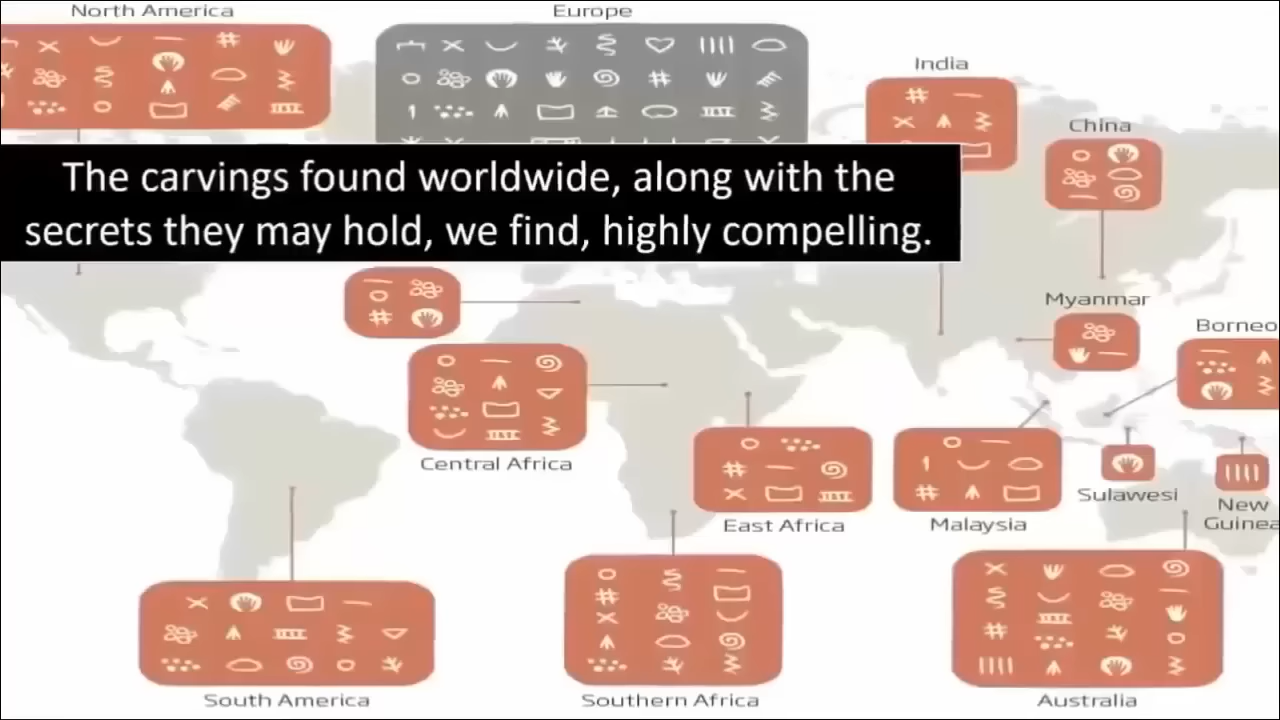 North America
Europe
India
China
The carvings found worldwide, along with the
secrets they may hold, we find, highly compelling.
Myanmar
Borneo
Central Africa
East Africa
Malaysia
Sulawesi
New
Guinea
South America
Southern Africa
Australia